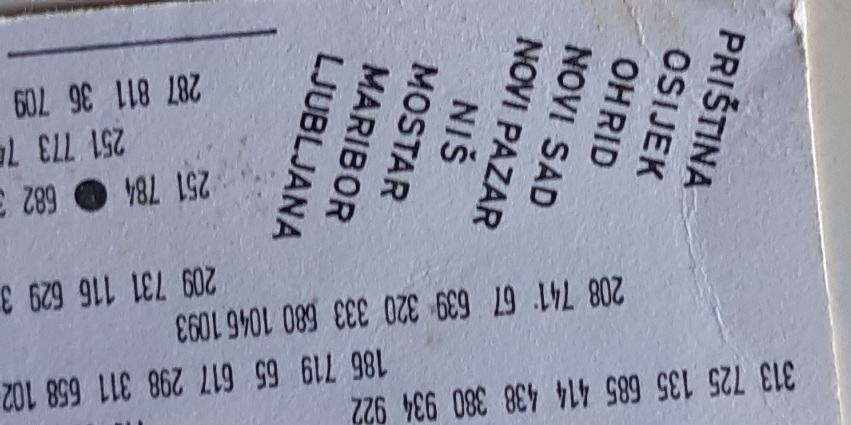 PRIŠTINA
OSIJEK
OHRID
NOVI SAD
NOVI PAZAR
NIŠ
MOSTAR
MARIBOR
LJUBLJANA
313 725 135 685 414 438 380 934 922
186 719 65 617 298 311 658 102
208 741 67 639 320 333 680 1046 1093
209 731 116 629 3
251 784 682
251 773
287 811 36 709